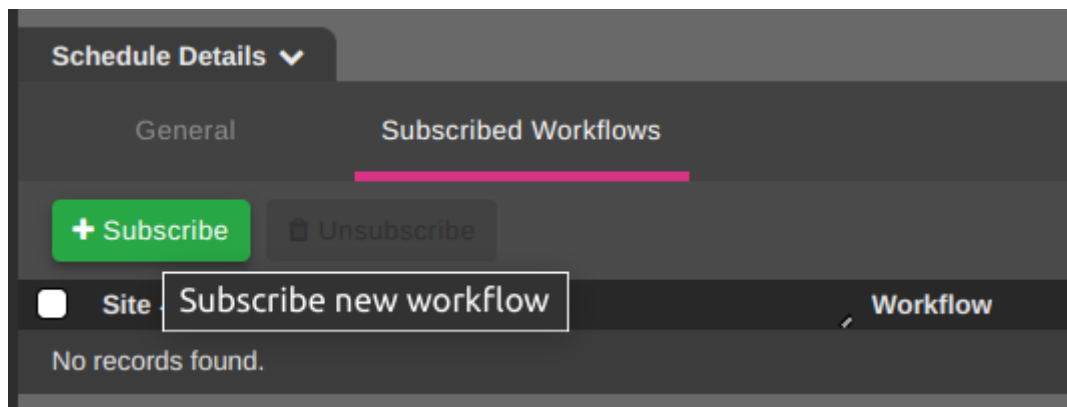 Schedule Details
General Subscribed Workflows
+ Subscribe Unsubscribe
Site Workflow
Subscribe new workflow
No records found.